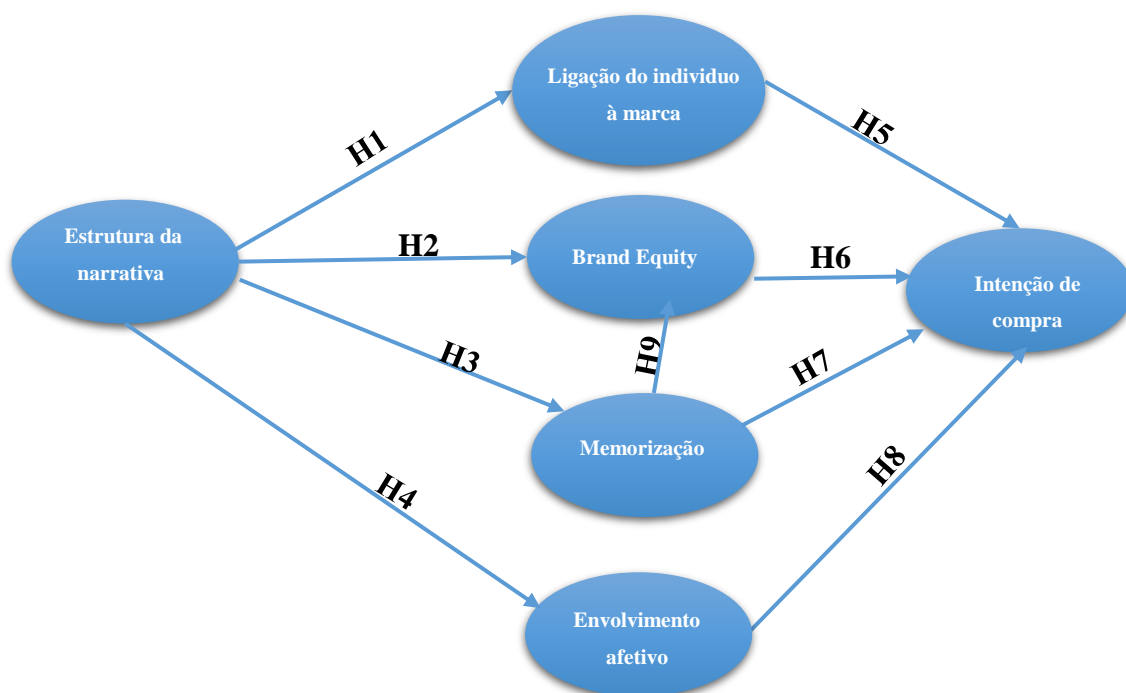 Ligação do individuo
à marca
H1
H5
Estrutura da
narrativa
H2
Brand Equity
H6
Intenção de
compra
H3
H9
H7
Memorização
H4
H8
Envolvimento
afetivo